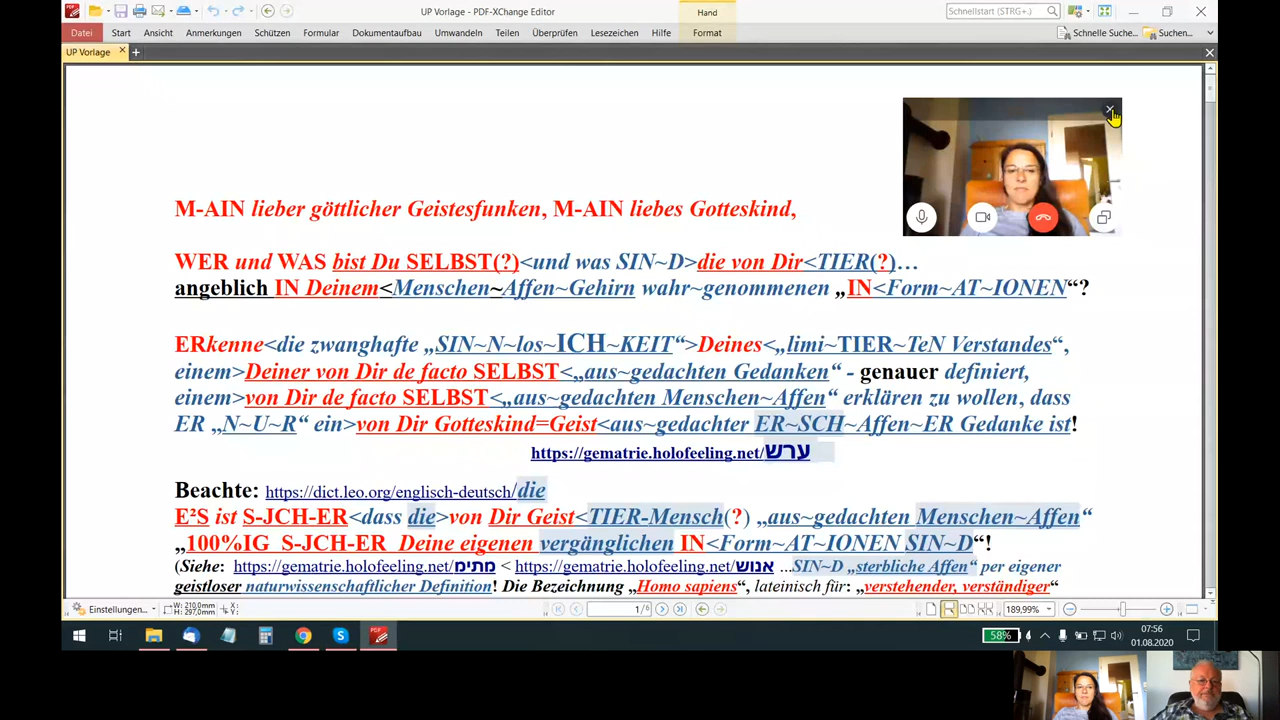 UP Vorlage - PDF-XChange Editor
Hand
Schnellstart (STRG+.)
Datei Start Ansicht Anmerkungen Schützen Formular Dokumentaufbau Umwandeln Teilen Überprüfen Lesezeichen Hilfe Format Schnelle Suche... Suchen...
UP Vorlage
M-AIN lieber göttlicher Geistesfunken, M-AIN liebes Gotteskind,
WER und WAS bist Du SELBST(?)<und was SIN~D>die von Dir<TIER(?)…
angeblich IN Deinem<Menschen~Affen~Gehirn wahr~genommenen „IN<Form~AT~IONEN“?
ERkenne<die zwanghafte „SIN~N~los~ICH~KEIT“>Deines<„limi~TIER~TeN Verstandes“,
einem>Deiner von Dir de facto SELBST<„aus~gedachten Gedanken“ - genauer definiert,
einem>von Dir de facto SELBST<„aus~gedachten Menschen~Affen“ erklären zu wollen, dass
ER „N~U~R“ ein>von Dir Gotteskind=Geist<aus~gedachter ER~SCH~Affen~ER Gedanke ist!
https://gematrie.holofeeling.net/ערש
Beachte: https://dict.leo.org/englisch-deutsch/die
E²S ist S-JCH-ER<dass die>von Dir Geist<TIER-Mensch(?) „aus~gedachten Menschen~Affen“
„100%IG S-JCH-ER Deine eigenen vergänglichen IN<Form~AT~IONEN SIN~D“!
(Siehe: https://gematrie.holofeeling.net/מתימ < https://gematrie.holofeeling.net/אנוש ...SIN~D „sterbliche Affen“ per eigener
geistloser naturwissenschaftlicher Definition! Die Bezeichnung „Homo sapiens“, lateinisch für: „verstehender, verständiger“
Einstellungen... W: 210,0mm X:
H: 297,0mm Y:
1/6
189,99%
58%
07:56
01.08.2020